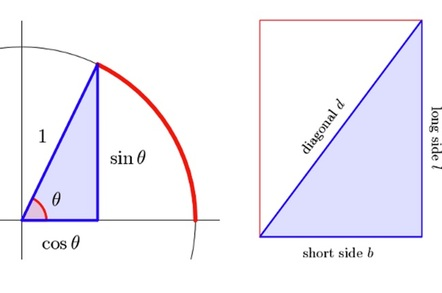 1
θ
sin θ
cos θ
diagonal d
long side l
short side b